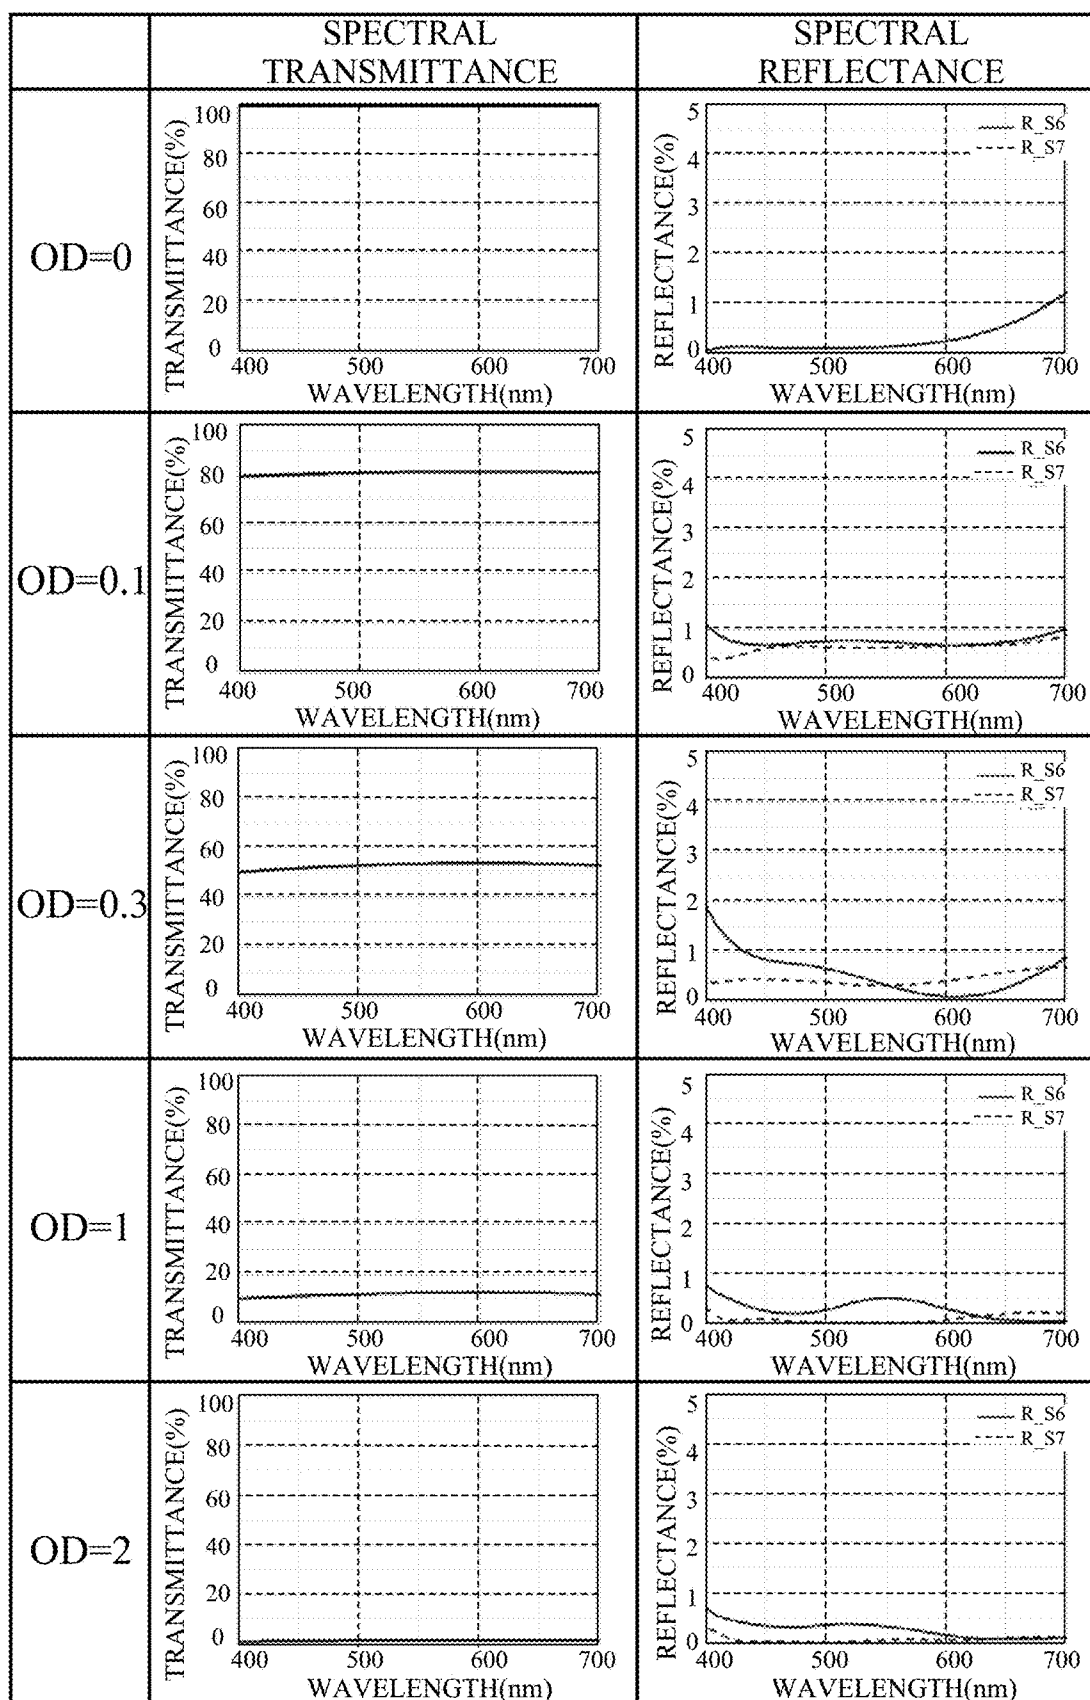 SPECTRAL TRANSMITTANCE
SPECTRAL REFLECTANCE
OD=0
TRANSMITTANCE(%)
100
80
60
40
20
0
400 500 600 700
WAVELENGTH(nm)
REFLECTANCE(%)
5
4
3
2
1
0
R_S6
R_S7
400 500 600 700
WAVELENGTH(nm)
OD=0.1
TRANSMITTANCE(%)
100
80
60
40
20
0
400 500 600 700
WAVELENGTH(nm)
REFLECTANCE(%)
5
4
3
2
1
0
R_S6
R_S7
400 500 600 700
WAVELENGTH(nm)
OD=0.3
TRANSMITTANCE(%)
100
80
60
40
20
0
400 500 600 700
WAVELENGTH(nm)
REFLECTANCE(%)
5
4
3
2
1
0
R_S6
R_S7
400 500 600 700
WAVELENGTH(nm)
OD=1
TRANSMITTANCE(%)
100
80
60
40
20
0
400 500 600 700
WAVELENGTH(nm)
REFLECTANCE(%)
5
4
3
2
1
0
R_S6
R_S7
400 500 600 700
WAVELENGTH(nm)
OD=2
TRANSMITTANCE(%)
100
80
60
40
20
0
400 500 600 700
WAVELENGTH(nm)
REFLECTANCE(%)
5
4
3
2
1
0
R_S6
R_S7
400 500 600 700
WAVELENGTH(nm)